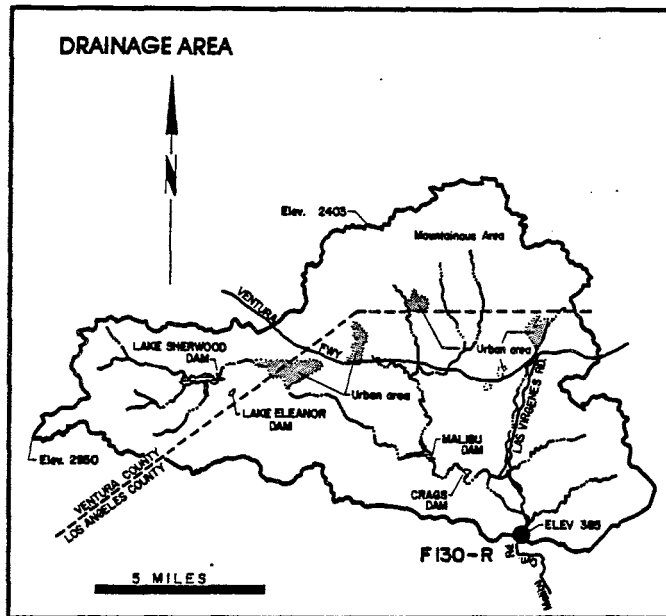 DRAINAGE AREA
N
Elev. 2403
Mountainous Area
VENTURA
FWY
LAKE SHERWOOD
DAM
Urban area
Urban area
LAKE ELEANOR
DAM
LAS VIRGENES RD.
Elev. 2950
MALIBU
DAM
VENTURA COUNTY
LOS ANGELES COUNTY
CRAGS
DAM
ELEV 385
F130-R
5 MILES